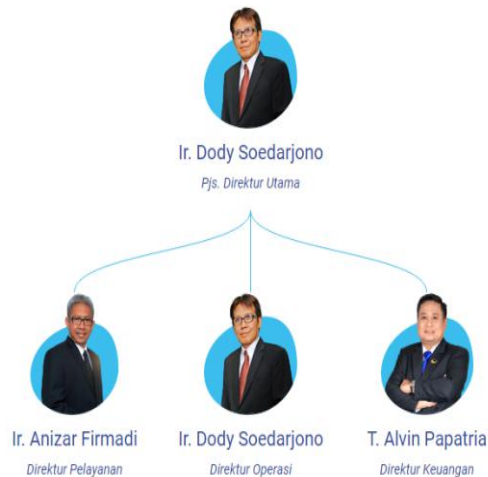 Ir. Dody Soedarjono
Pjs. Direktur Utama
Ir. Anizar Firmadi
Direktur Pelayanan
Ir. Dody Soedarjono
Direktur Operasi
T. Alvin Papatria
Direktur Keuangan